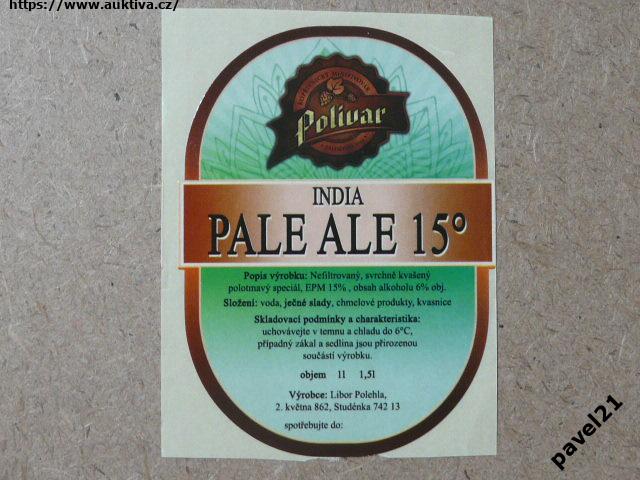 https://www.auktiva.cz/
KOPŘIVNICKÝ MINIPIVOVAR
Polivar
INDIA
PALE ALE 15°
Popis výrobku: Nefiltrovaný, svrchně kvašený
polotmavý speciál, EPM 15% , obsah alkoholu 6% obj.
Složení: voda, ječné slady, chmelové produkty, kvasnice
Skladovací podmínky a charakteristika:
uchovávejte v temnu a chladu do 6°C,
případný zákal a sedlina jsou přirozenou
součástí výrobku.
objem 1l 1,5l
Výrobce: Libor Polehla,
2. května 862, Studénka 742 13
spotřebujte do:
pavel21